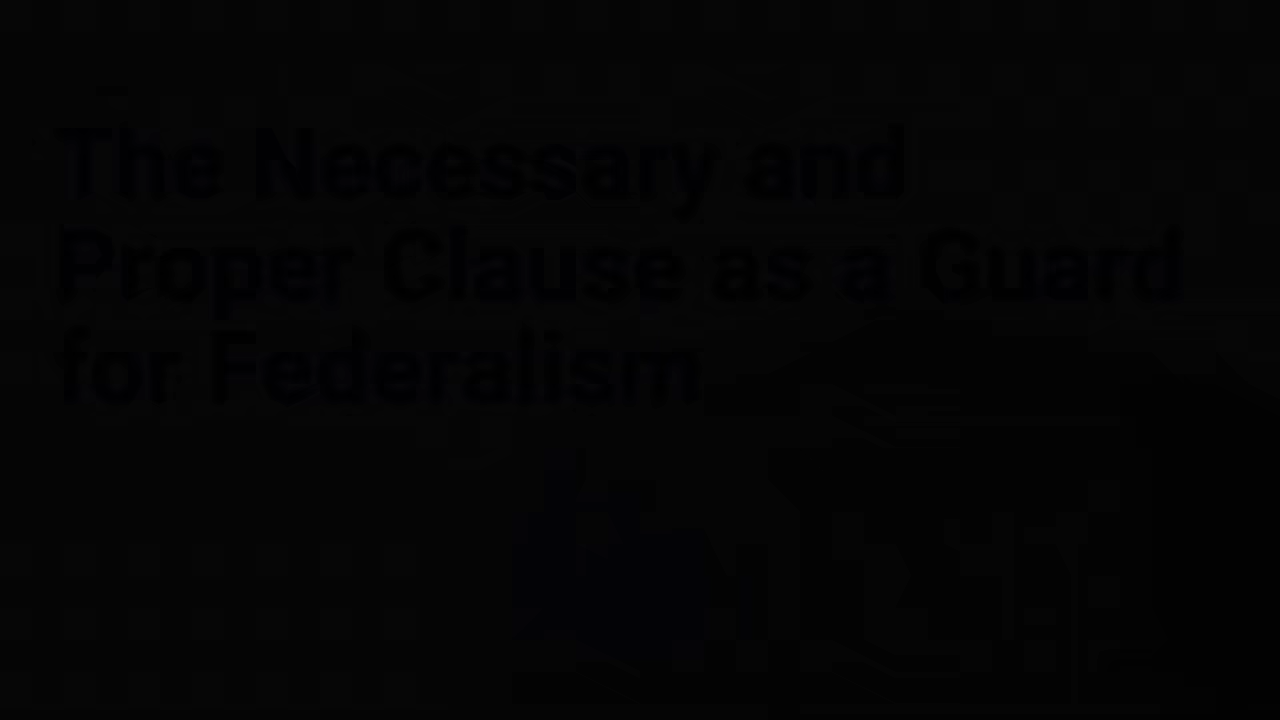 The Necessary and
Proper Clause as a Guard
for Federalism